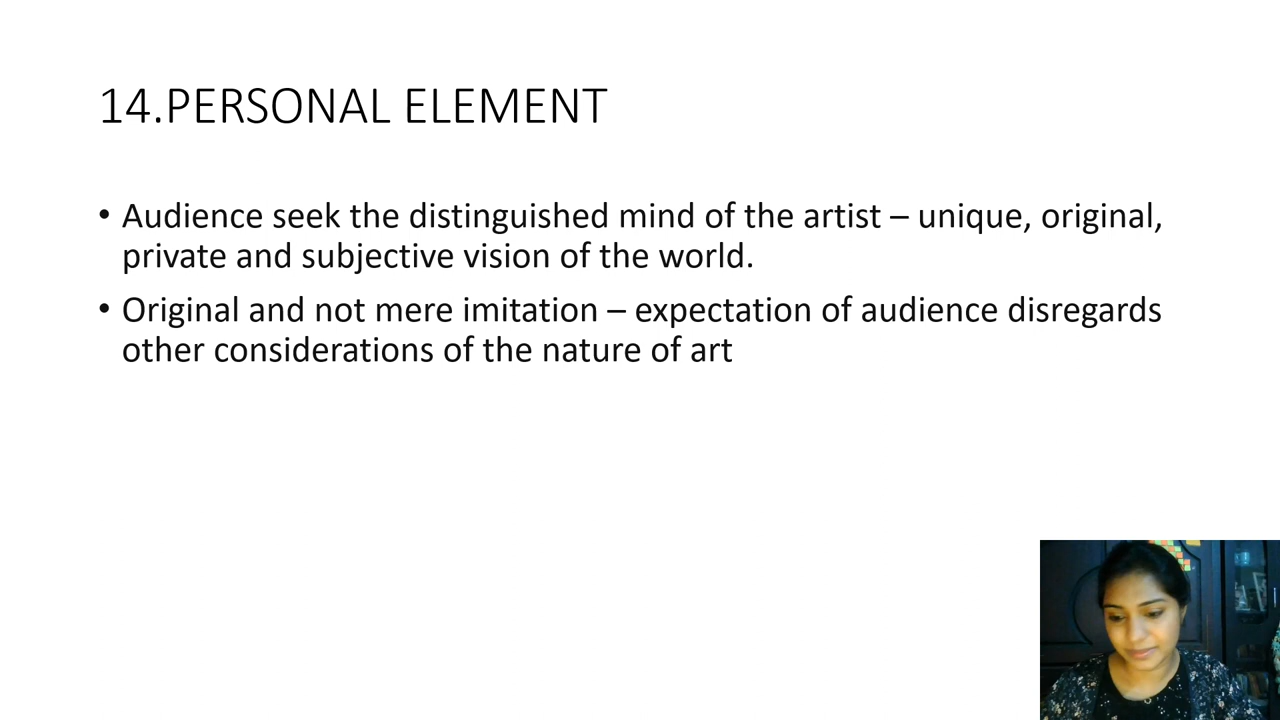 14.PERSONAL ELEMENT
• Audience seek the distinguished mind of the artist – unique, original,
private and subjective vision of the world.
• Original and not mere imitation – expectation of audience disregards
other considerations of the nature of art